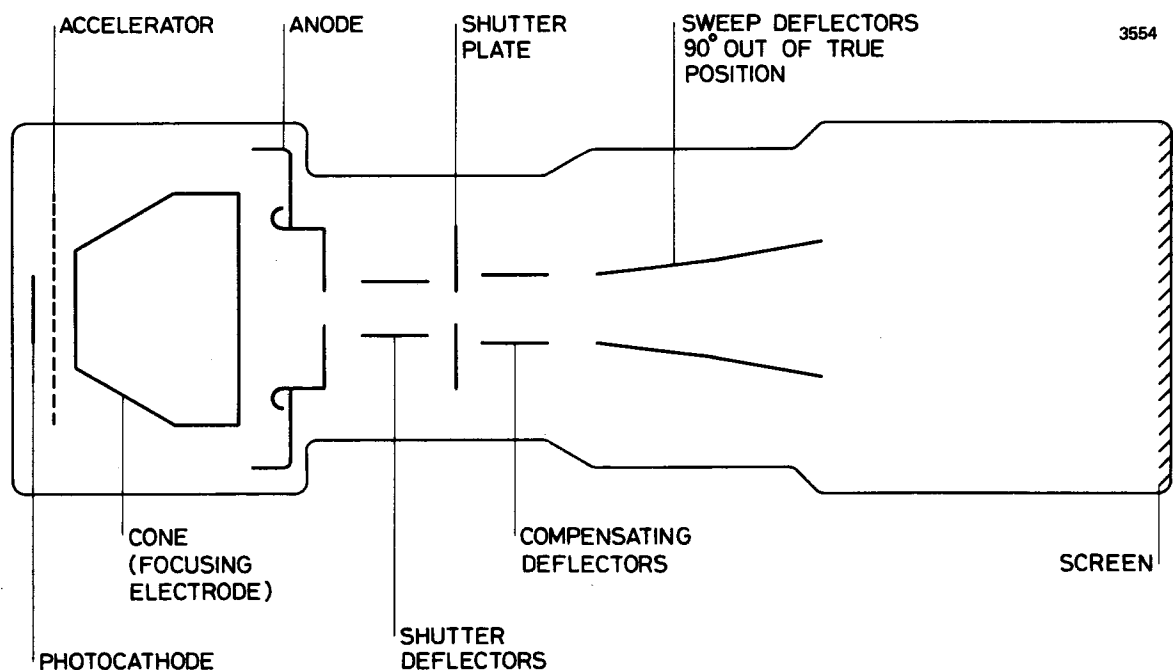 ACCELERATOR
ANODE
SHUTTER
PLATE
SWEEP DEFLECTORS
90° OUT OF TRUE
POSITION
3554
CONE
(FOCUSING
ELECTRODE)
COMPENSATING
DEFLECTORS
SCREEN
SHUTTER
DEFLECTORS
PHOTOCATHODE